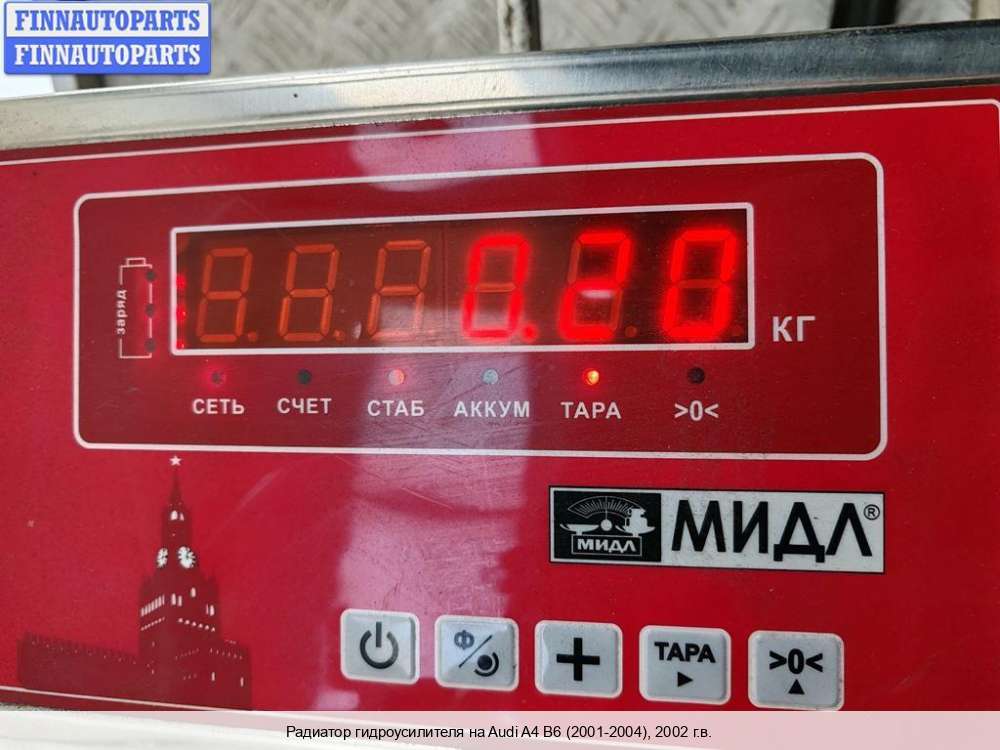 FINNAUTOPARTS
FINNAUTOPARTS
заряд
0.20
КГ
СЕТЬ СЧЕТ СТАБ АККУМ ТАРА >0<
МИДЛ МИДЛ®
Ф ТАРА >0<
Радиатор гидроусилителя на Audi A4 B6 (2001-2004), 2002 г.в.